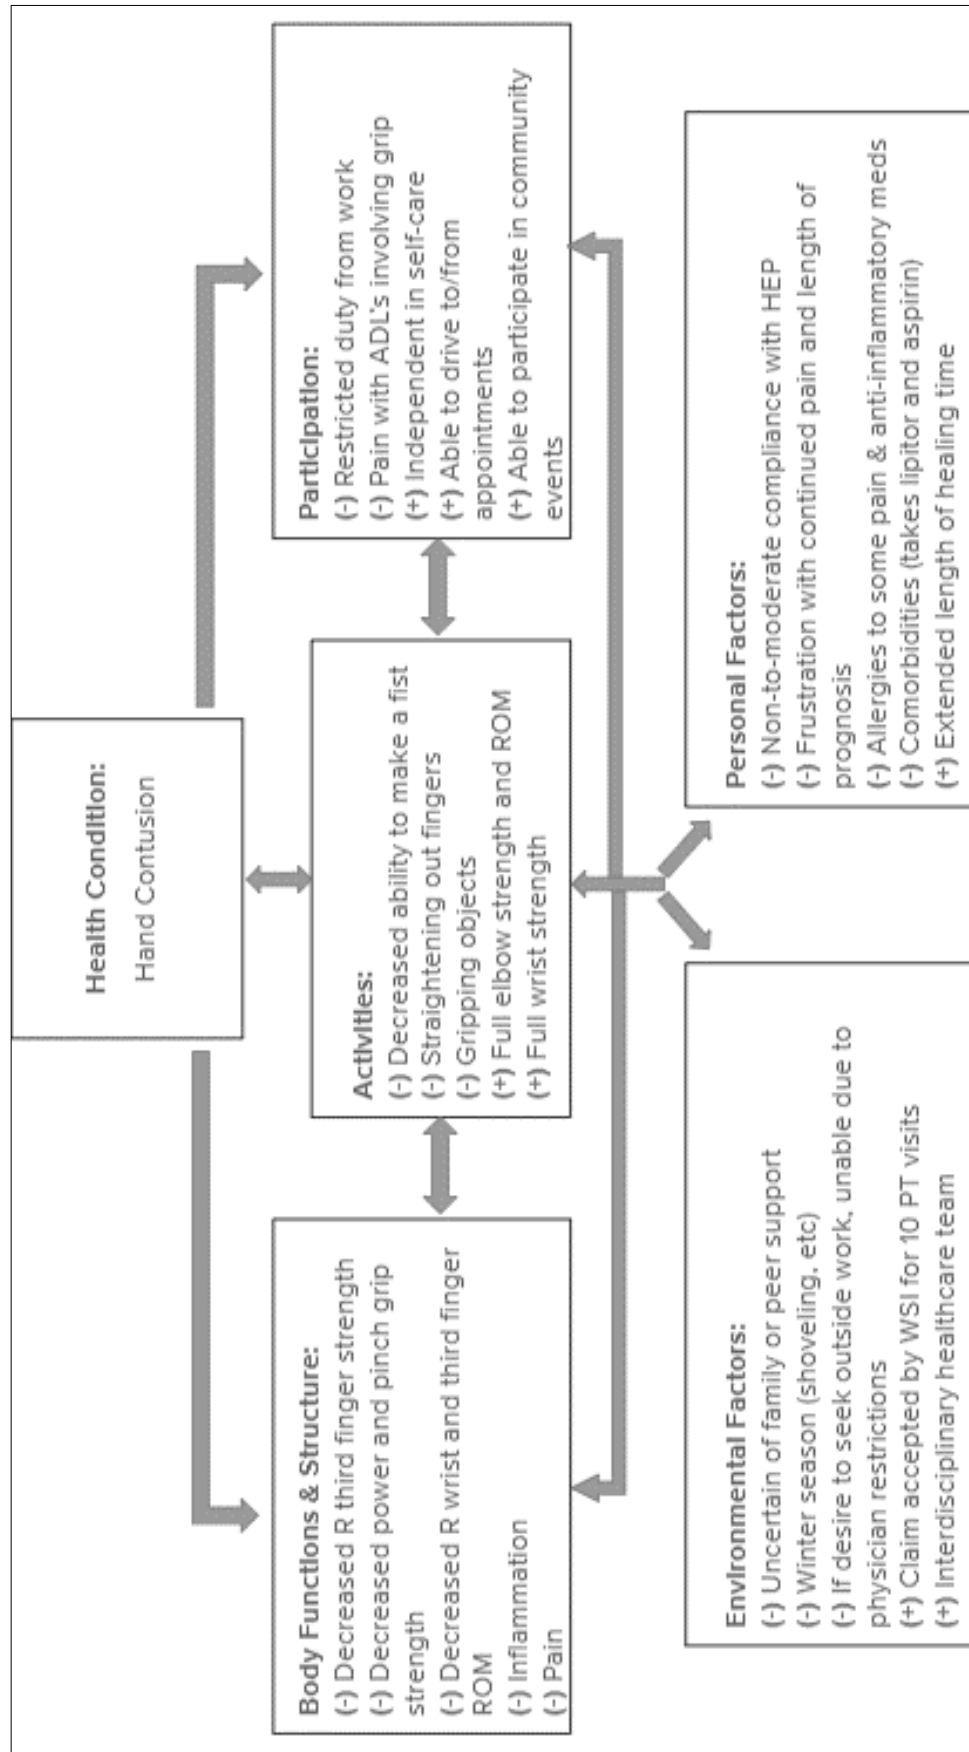 Health Condition:
Hand Contusion
Body Functions & Structure:
(-) Decreased R third finger strength
(-) Decreased power and pinch grip
strength
(-) Decreased R wrist and third finger
ROM
(-) Inflammation
(-) Pain
Activities:
(-) Decreased ability to make a fist
(-) Straightening out fingers
(-) Gripping objects
(+) Full elbow strength and ROM
(+) Full wrist strength
Participation:
(-) Restricted duty from work
(-) Pain with ADL's involving grip
(+) Independent in self-care
(+) Able to drive to/from
appointments
(+) Able to participate in community
events
Environmental Factors:
(-) Uncertain of family or peer support
(-) Winter season (shoveling, etc)
(-) If desire to seek outside work, unable due to
physician restrictions
(+) Claim accepted by WSI for 10 PT visits
(+) Interdisciplinary healthcare team
Personal Factors:
(-) Non-to-moderate compliance with HEP
(-) Frustration with continued pain and length of
prognosis
(-) Allergies to some pain & anti-inflammatory meds
(-) Comorbidities (takes lipitor and aspirin)
(+) Extended length of healing time